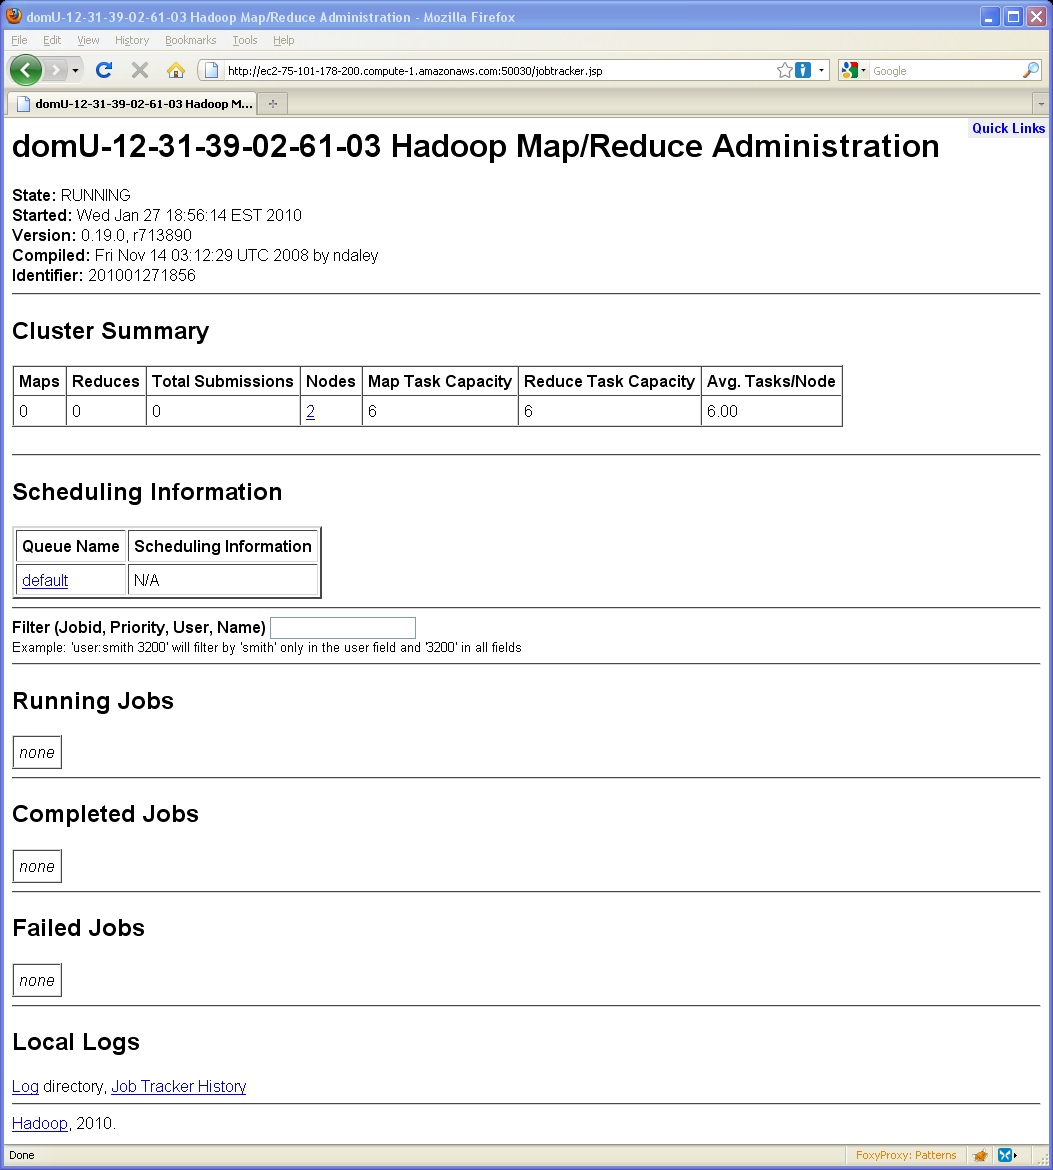 domU-12-31-39-02-61-03 Hadoop Map/Reduce Administration - Mozilla Firefox
File Edit View History Bookmarks Tools Help
http://ec2-75-101-178-200.compute-1.amazonaws.com:50030/jobtracker.jsp Google
domU-12-31-39-02-61-03 Hadoop M...
Quick Links
domU-12-31-39-02-61-03 Hadoop Map/Reduce Administration
State: RUNNING
Started: Wed Jan 27 18:56:14 EST 2010
Version: 0.19.0, r713890
Compiled: Fri Nov 14 03:12:29 UTC 2008 by ndaley
Identifier: 201001271856
Cluster Summary
Maps Reduces Total Submissions Nodes Map Task Capacity Reduce Task Capacity Avg. Tasks/Node
0 0 0 2 6 6 6.00
Scheduling Information
Queue Name Scheduling Information
default N/A
Filter (Jobid, Priority, User, Name)
Example: 'user:smith 3200' will filter by 'smith' only in the user field and '3200' in all fields
Running Jobs
none
Completed Jobs
none
Failed Jobs
none
Local Logs
Log directory, Job Tracker History
Hadoop, 2010.
Done FoxyProxy: Patterns